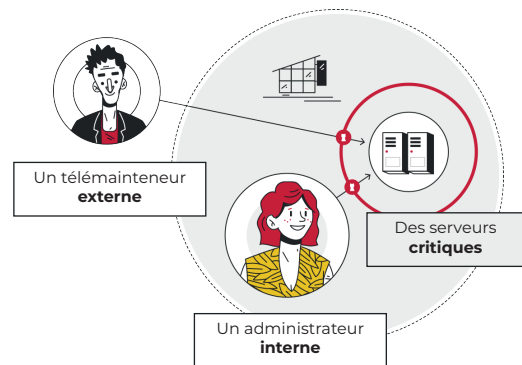 Un télémainteneur
externe
Des serveurs
critiques
Un administrateur
interne